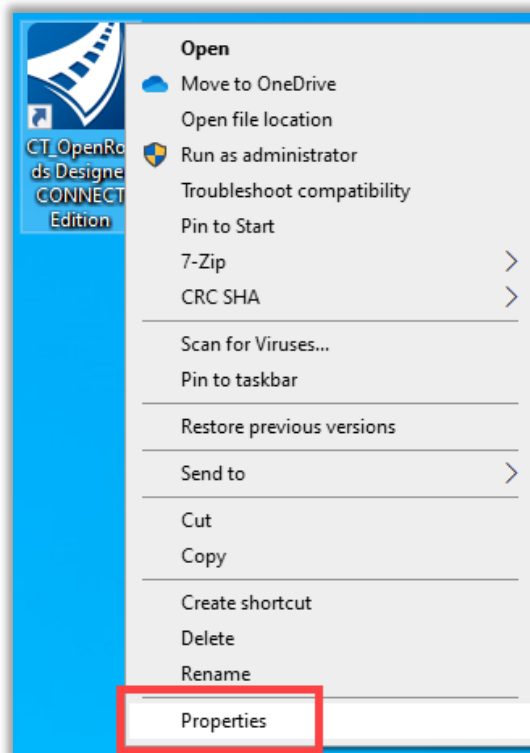 CT_OpenRo
ds Designe
CONNECT
Edition
Open
Move to OneDrive
Open file location
Run as administrator
Troubleshoot compatibility
Pin to Start
7-Zip
CRC SHA
Scan for Viruses...
Pin to taskbar
Restore previous versions
Send to
Cut
Copy
Create shortcut
Delete
Rename
Properties